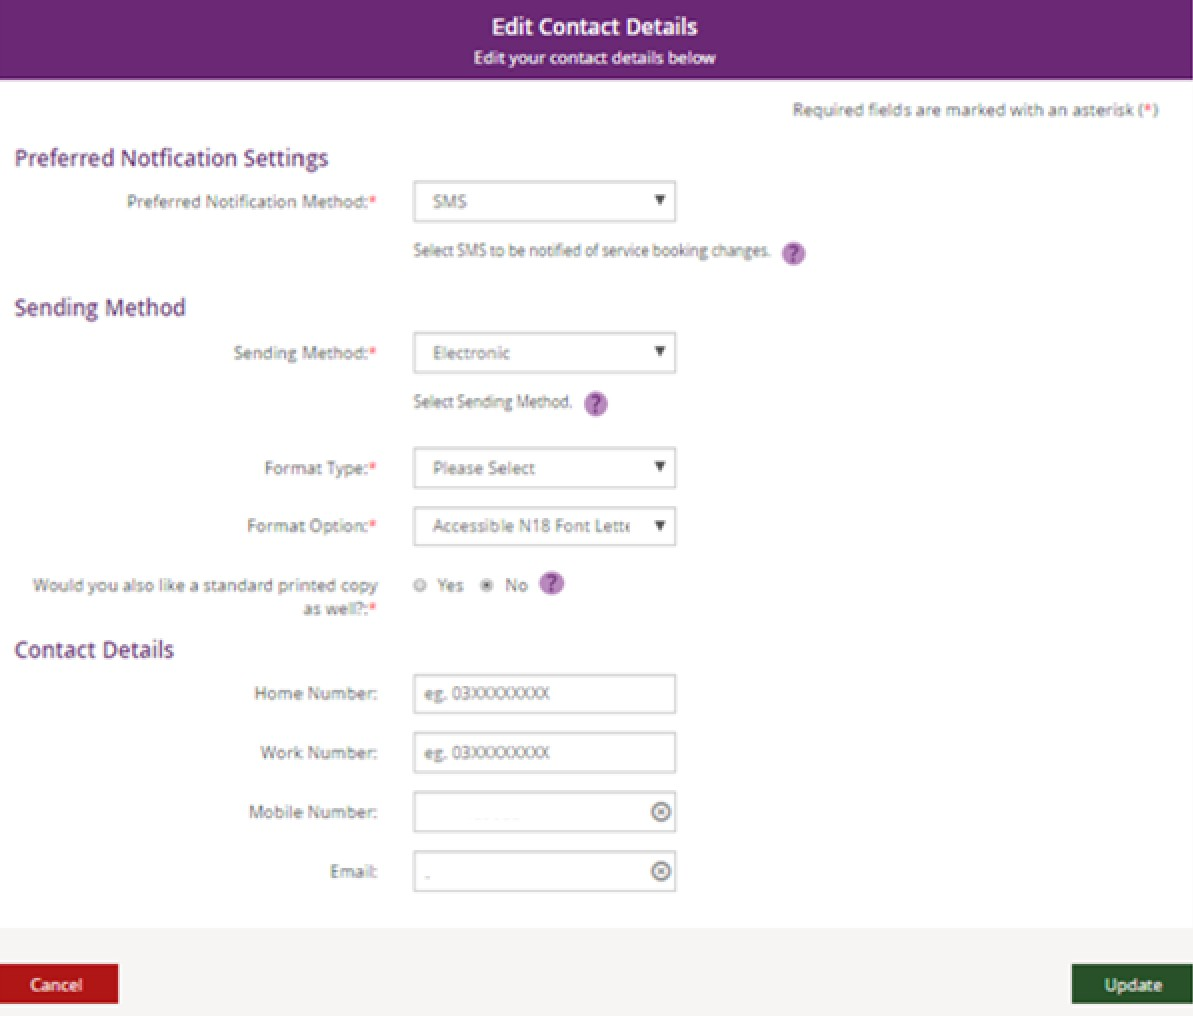 Edit Contact Details
Edit your contact details below
Required fields are marked with an asterisk (*)
Preferred Notfication Settings
Preferred Notification Method:* SMS
Select SMS to be notified of service booking changes. ?
Sending Method
Sending Method:* Electronic
Select Sending Method. ?
Format Type:* Please Select
Format Option:* Accessible N18 Font Lette
Would you also like a standard printed copy Yes No ?
as well?:*
Contact Details
Home Number: eg. 03XXXXXXXX
Work Number: eg. 03XXXXXXXX
Mobile Number:
Email:
Cancel Update